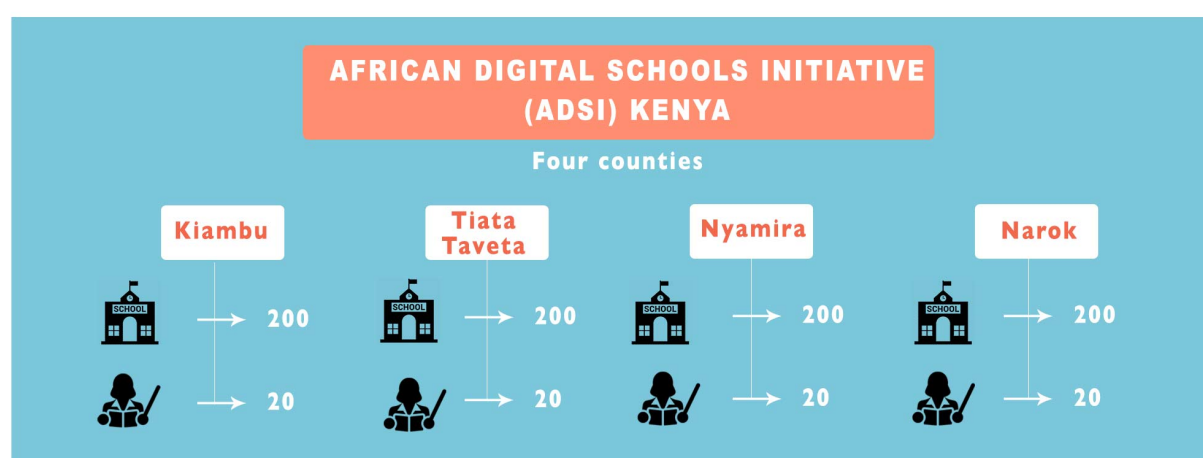 AFRICAN DIGITAL SCHOOLS INITIATIVE
(ADSI) KENYA
Four counties
Kiambu
Tiata
Taveta
Nyamira
Narok
SCHOOL
200
SCHOOL
200
SCHOOL
200
SCHOOL
200
20
20
20
20